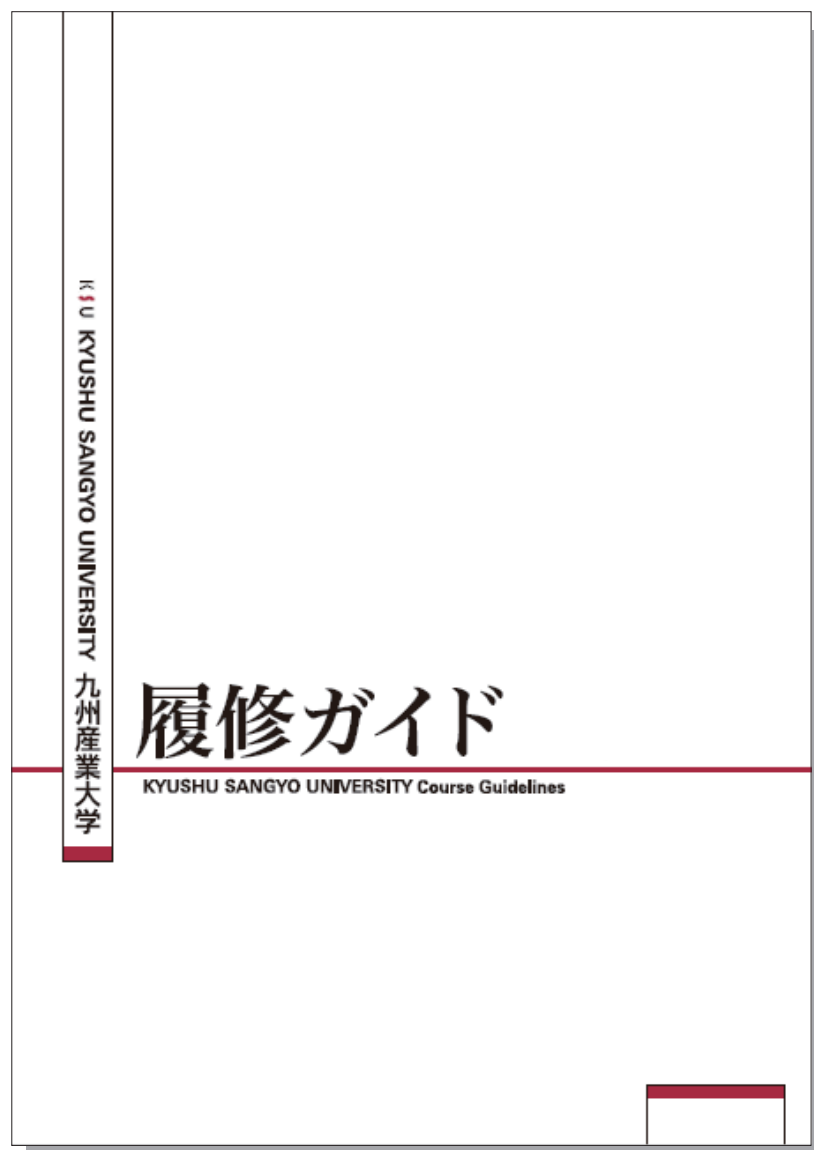 KSU KYUSHU SANGYO UNIVERSITY 九州産業大学
履修ガイド
KYUSHU SANGYO UNIVERSITY Course Guidelines